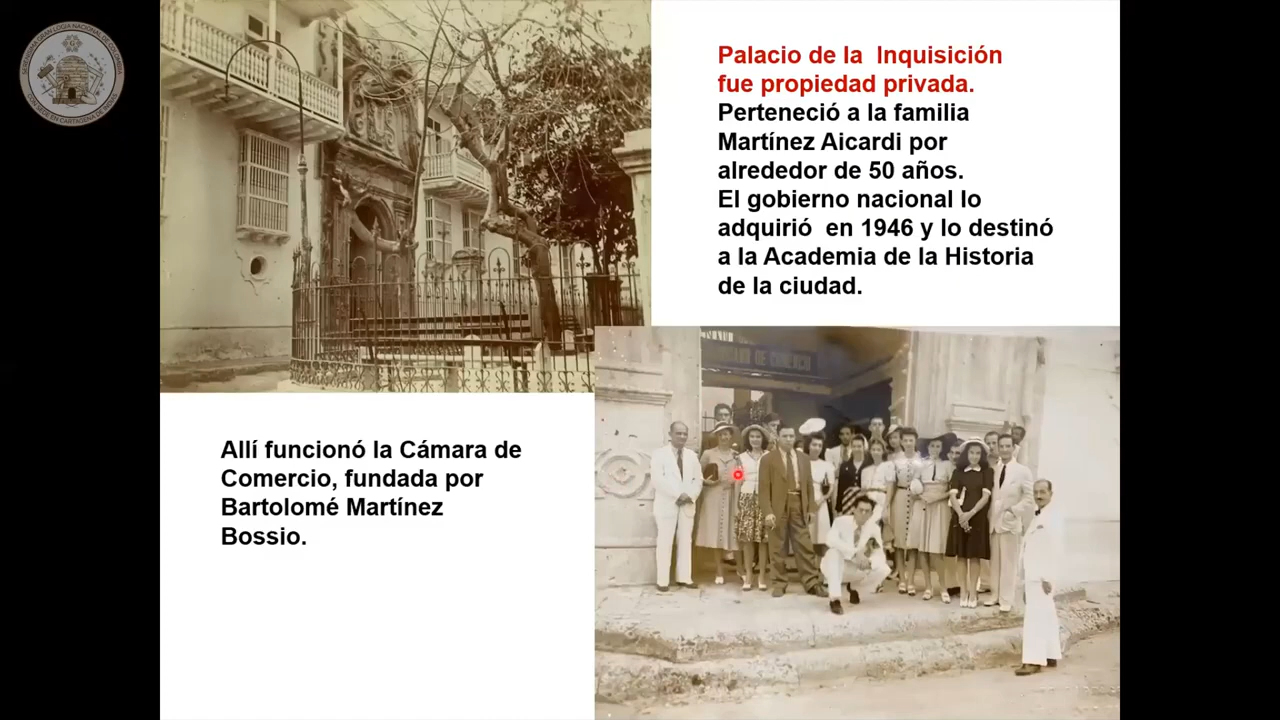 Palacio de la  Inquisición
fue propiedad privada.
Perteneció a la familia
Martínez Aicardi por
alrededor de 50 años.
El gobierno nacional lo
adquirió  en 1946 y lo destinó
a la Academia de la Historia
de la ciudad.
Allí funcionó la Cámara de
Comercio, fundada por
Bartolomé Martínez
Bossio.